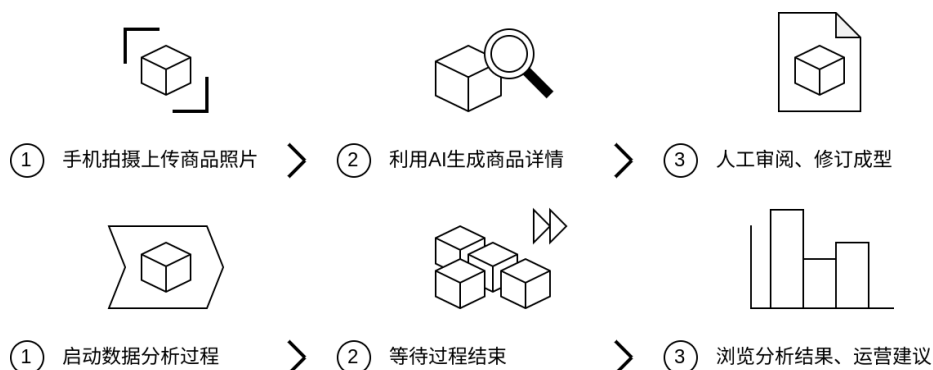 1 手机拍摄上传商品照片
2 利用AI生成商品详情
3 人工审阅、修订成型
1 启动数据分析过程
2 等待过程结束
3 浏览分析结果、运营建议